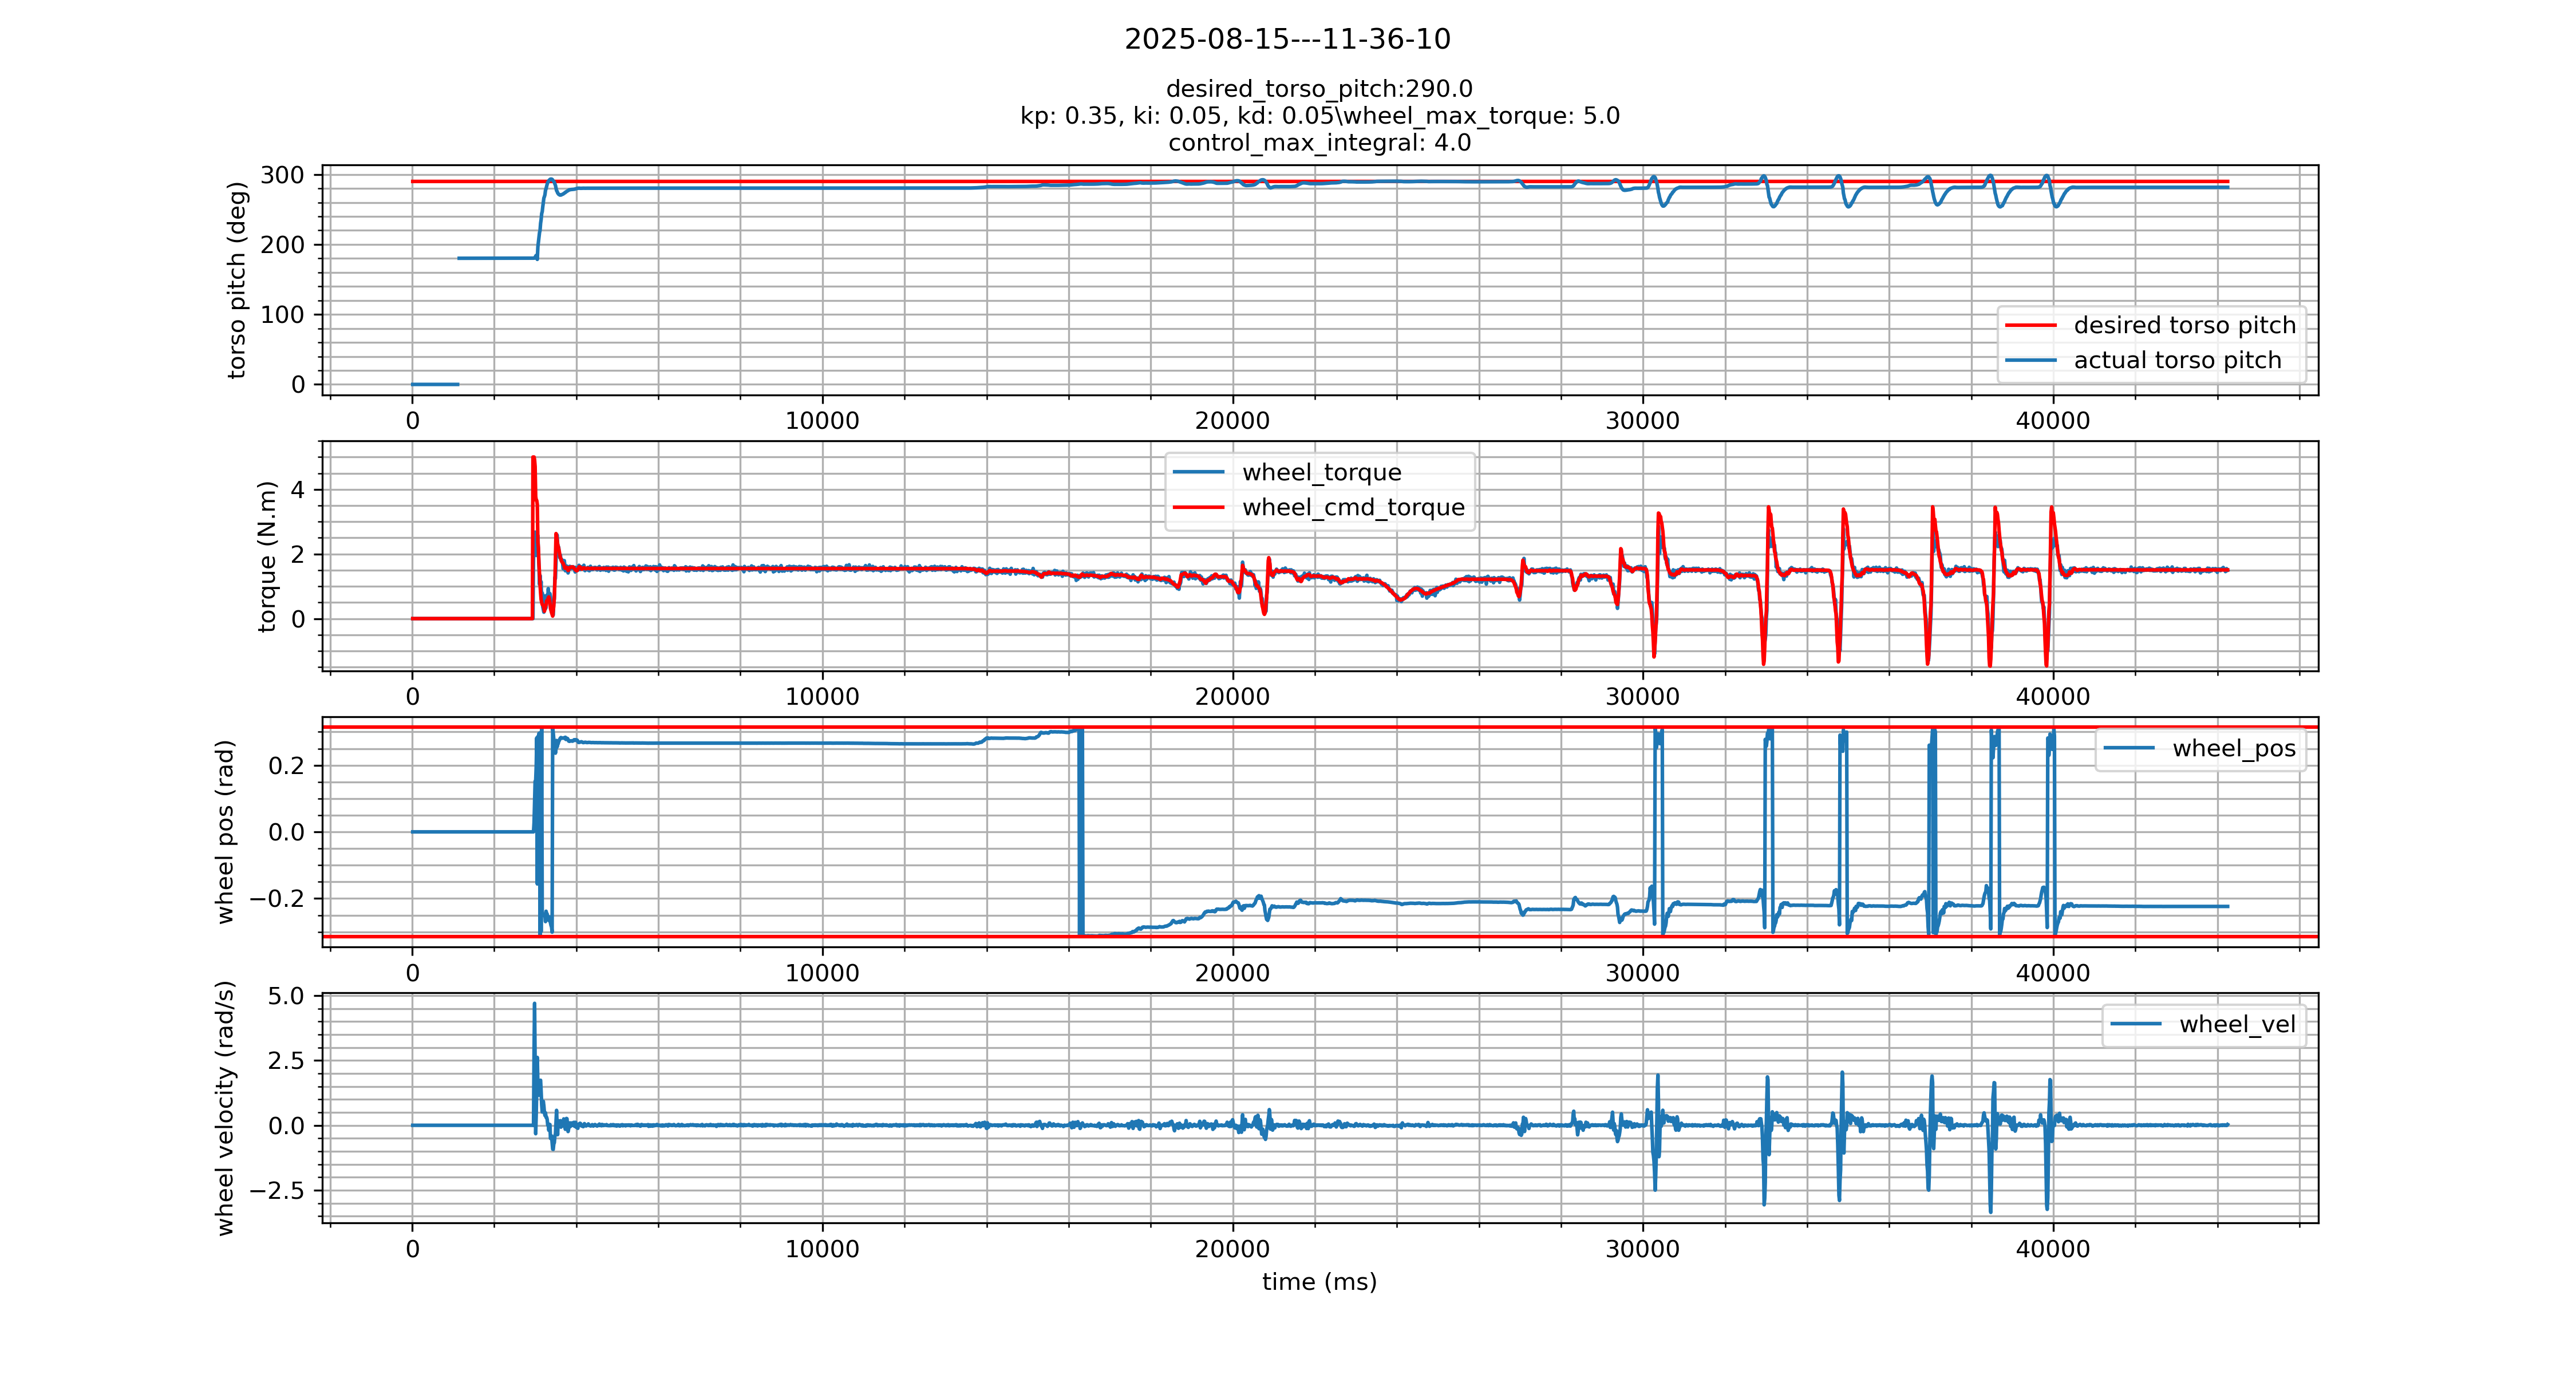 2025-08-15---11-36-10
desired_torso_pitch:290.0
kp: 0.35, ki: 0.05, kd: 0.05\wheel_max_torque: 5.0
control_max_integral: 4.0
torso pitch (deg)
300
200
100
0
desired torso pitch
actual torso pitch
0 10000 20000 30000 40000
torque (N.m)
4
2
0
wheel_torque
wheel_cmd_torque
0 10000 20000 30000 40000
wheel pos (rad)
0.2
0.0
−0.2
wheel_pos
0 10000 20000 30000 40000
wheel velocity (rad/s)
5.0
2.5
0.0
−2.5
wheel_vel
0 10000 20000 30000 40000
time (ms)